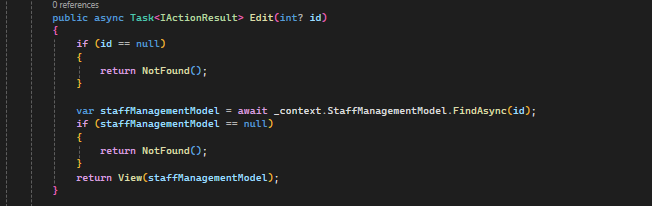 0 references
public async Task<IActionResult> Edit(int? id)
{
if (id == null)
{
return NotFound();
}
var staffManagementModel = await _context.StaffManagementModel.FindAsync(id);
if (staffManagementModel == null)
{
return NotFound();
}
return View(staffManagementModel);
}